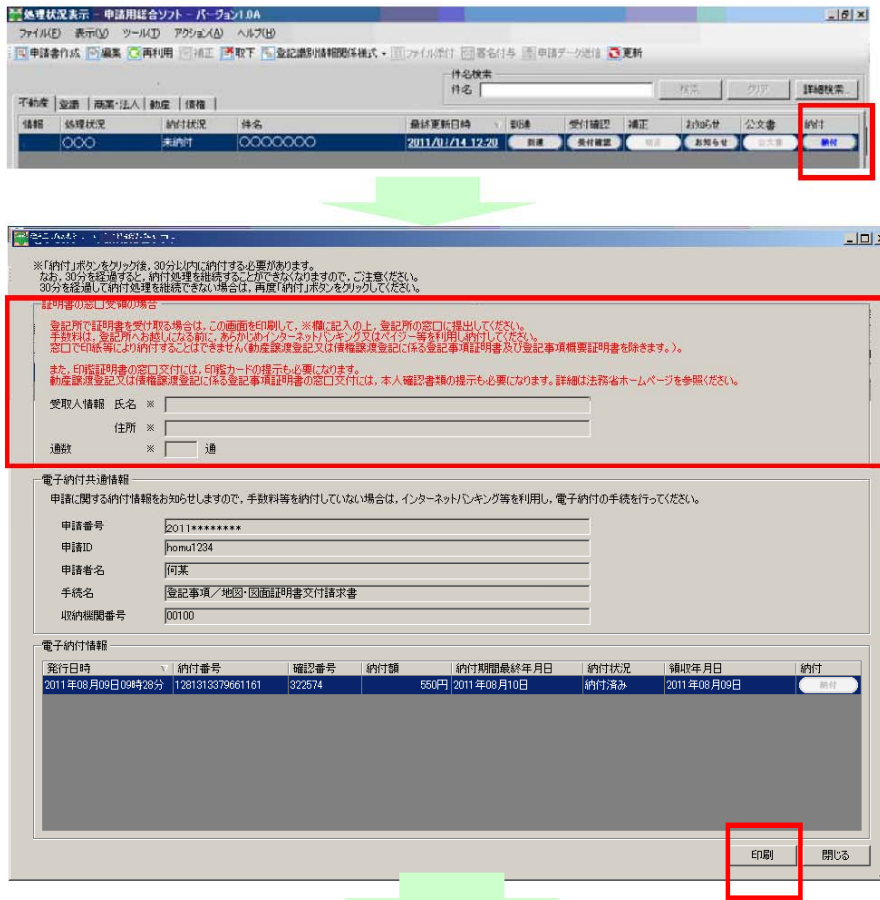 処理状況表示 - 申請用総合ソフト - バージョン1.0A
ファイル(F) 表示(V) ツール(T) アクション(A) ヘルプ(H)
申請書作成 編集 再利用 補正 取下 登記識別情報関係様式 ファイル添付 署名付与 申請データ送信 更新
件名検索
件名 検索 クリア 詳細検索
不動産 登 商業・法人 動産 債権
情報 処理状況 納付状況 件名 最終更新日時 到達 受付確認 補正 お知らせ 公文書 納付
○○○ 未納付 ○○○○○○○ 12:20 到達 受付確認 補正 お知らせ 公文書 納付
※「納付」ボタンをクリック後，30分以内に納付する必要があります。
なお，30分を経過すると，納付処理を継続することができなくなりますので，ご注意ください。
30分を経過して納付処理を継続できない場合は，再度「納付」ボタンをクリックしてください。
証明書の窓口受領の場合
登記所で証明書を受け取る場合は，この画面を印刷して，※欄に記入の上，登記所の窓口に提出してください。
手数料は，登記所へお越しになる前に，あらかじめインターネットバンキング又はペイジー等を利用し納付してください。
窓口で印紙等により納付することはできません（動産譲渡登記又は債権譲渡登記に係る登記事項証明書及び登記事項概要証明書を除きます。）。
また，印鑑証明書の窓口交付には，印鑑カードの提示も必要になります。
動産譲渡登記又は債権譲渡登記に係る登記事項証明書の窓口交付には，本人確認書類の提示も必要になります。詳細は法務省ホームページを参照ください。
受取人情報 氏名 ※
住所 ※
通数 ※ 通
電子納付共通情報
申請に関する納付情報をお知らせしますので，手数料等を納付していない場合は，インターネットバンキング等を利用し，電子納付の手続を行ってください。
申請番号 2011********
申請ID homu1234
申請者名 何某
手続名 登記事項／地図・図面証明書交付請求書
収納機関番号 00100
電子納付情報
発行日時 納付番号 確認番号 納付額 納付期間最終年月日 納付状況 領収年月日 納付
2011年08月09日09時28分 1281313379661161 322574 550円 2011年08月10日 納付済み 2011年08月09日 納付
印刷 閉じる